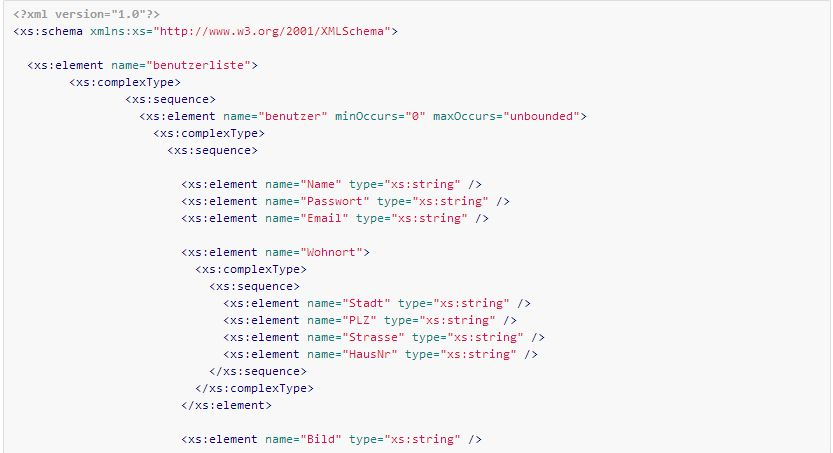 <?xml version="1.0"?>
<xs:schema xmlns:xs="http://www.w3.org/2001/XMLSchema">
<xs:element name="benutzerliste">
<xs:complexType>
<xs:sequence>
<xs:element name="benutzer" minOccurs="0" maxOccurs="unbounded">
<xs:complexType>
<xs:sequence>
<xs:element name="Name" type="xs:string" />
<xs:element name="Passwort" type="xs:string" />
<xs:element name="Email" type="xs:string" />
<xs:element name="Wohnort">
<xs:complexType>
<xs:sequence>
<xs:element name="Stadt" type="xs:string" />
<xs:element name="PLZ" type="xs:string" />
<xs:element name="Strasse" type="xs:string" />
<xs:element name="HausNr" type="xs:string" />
</xs:sequence>
</xs:complexType>
</xs:element>
<xs:element name="Bild" type="xs:string" />